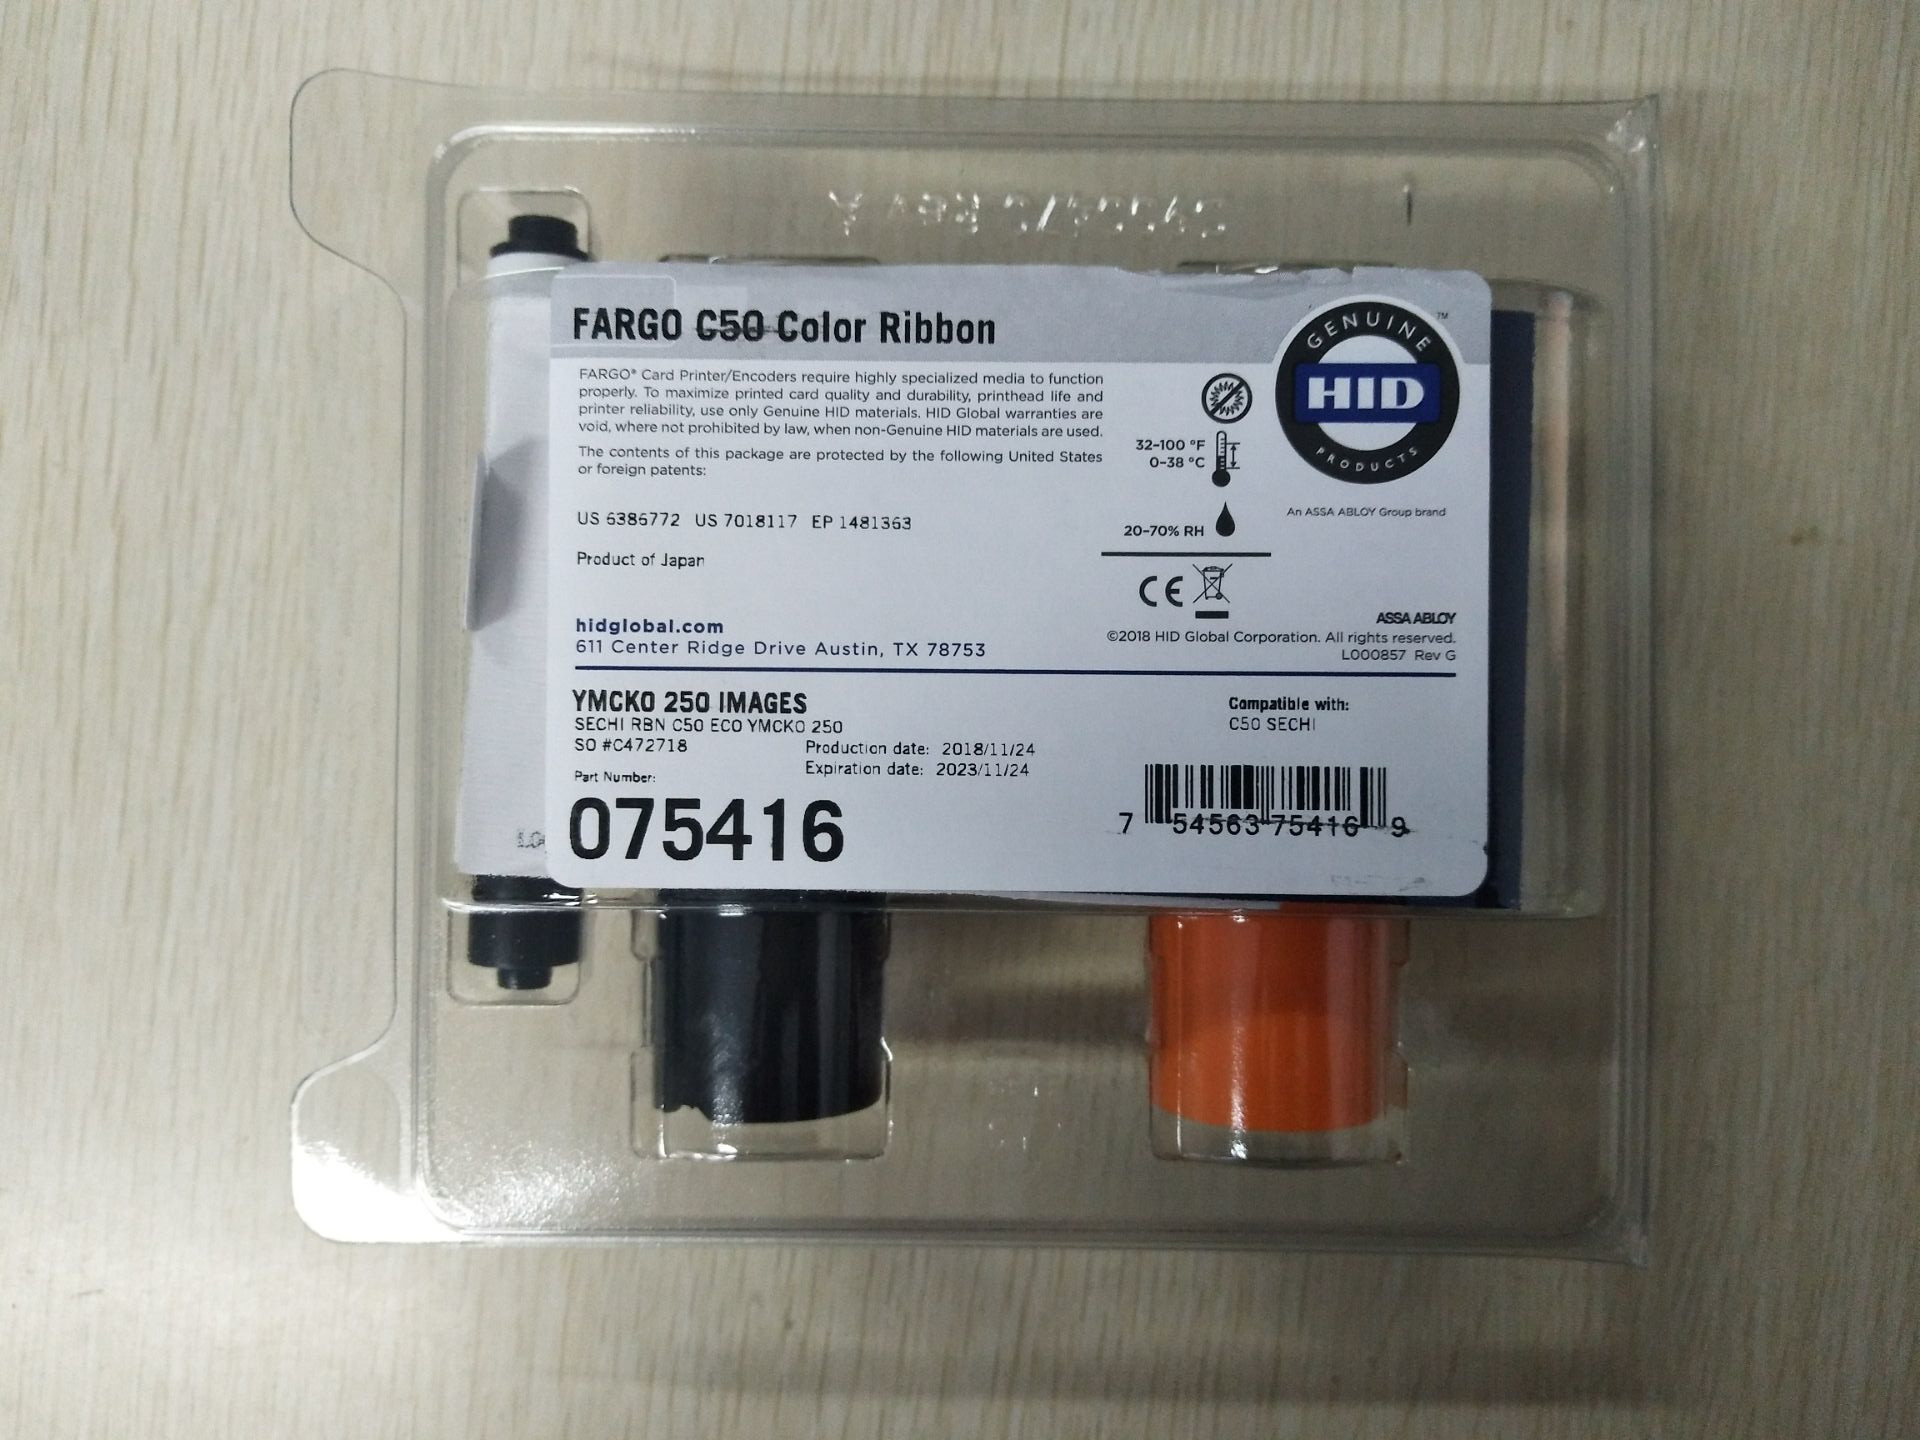 FARGO C50 Color Ribbon
GENUINE
HID
PRODUCTS
™
FARGO® Card Printer/Encoders require highly specialized media to function
properly. To maximize printed card quality and durability, printhead life and
printer reliability, use only Genuine HID materials. HID Global warranties are
void, where not prohibited by law, when non-Genuine HID materials are used.
The contents of this package are protected by the following United States
or foreign patents:
32-100 °F
0-38 °C
An ASSA ABLOY Group brand
US 6386772 US 7018117 EP 1481363
20-70% RH
Product of Japan
CE
hidglobal.com
611 Center Ridge Drive Austin, TX 78753
ASSA ABLOY
©2018 HID Global Corporation. All rights reserved.
L000857 Rev G
YMCKO 250 IMAGES
SECHI RBN C50 ECO YMCKO 250
SO #C472718
Production date: 2018/11/24
Expiration date: 2023/11/24
Part Number:
075416
Compatible with:
C50 SECHI
7 54563 75416 9